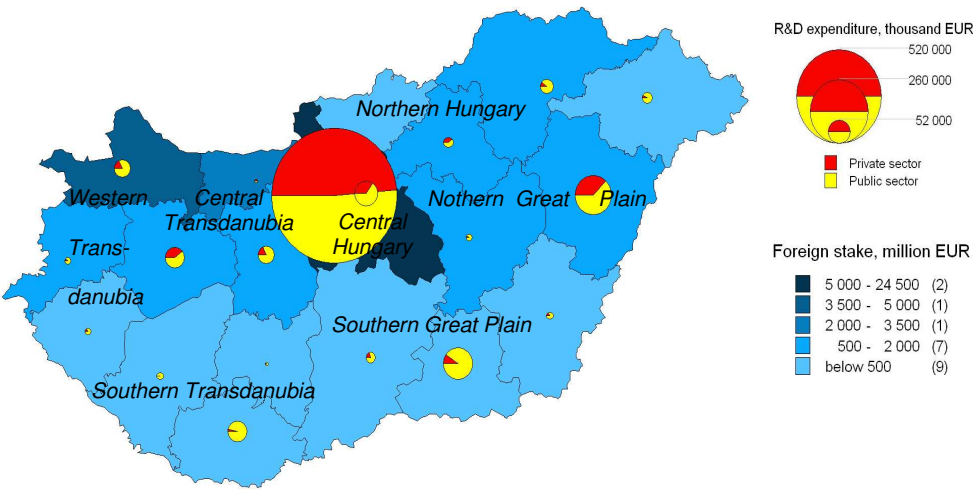 R&D expenditure, thousand EUR
520 000
260 000
52 000
Private sector
Public sector
Northern Hungary
Western
Central
Nothern Great Plain
Transdanubia
Central
Hungary
Trans-
danubia
Southern Great Plain
Southern Transdanubia
Foreign stake, million EUR
5 000 - 24 500 (2)
3 500 - 5 000 (1)
2 000 - 3 500 (1)
500 - 2 000 (7)
below 500 (9)